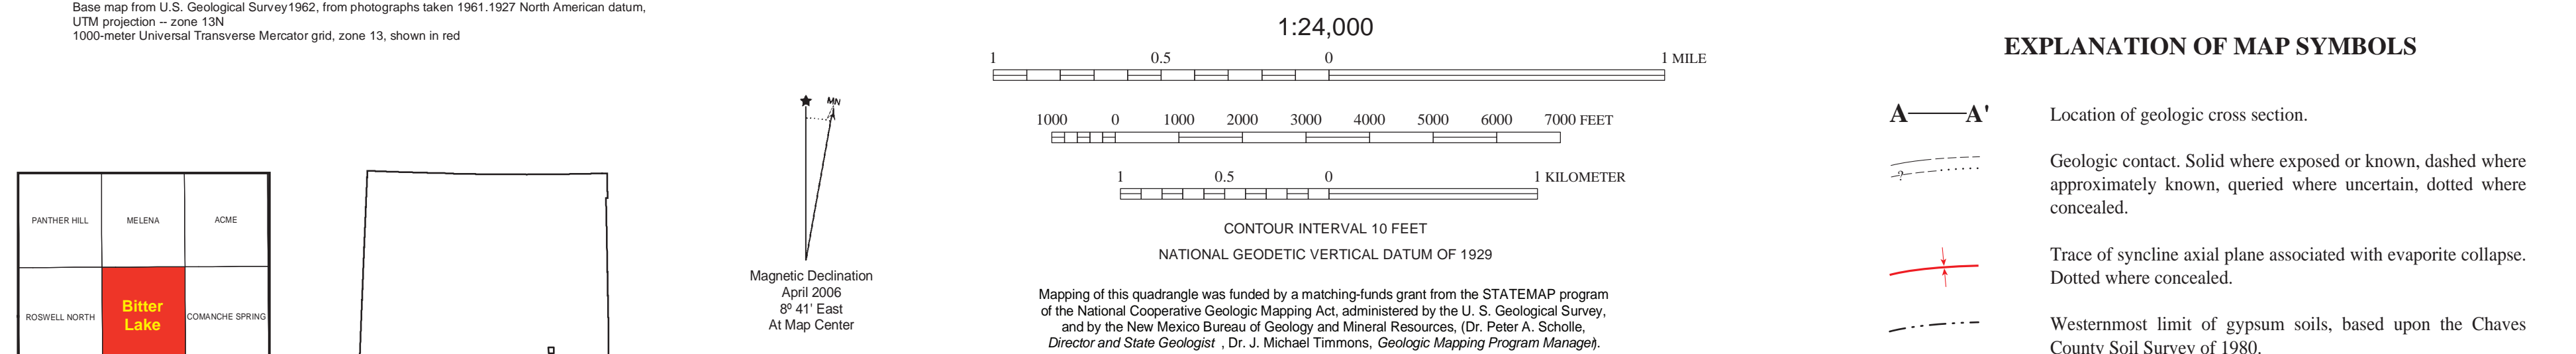 Base map from U.S. Geological Survey1962, from photographs taken 1961.1927 North American datum,
UTM projection -- zone 13N
1000-meter Universal Transverse Mercator grid, zone 13, shown in red
PANTHER HILL
MELENA
ACME
ROSWELL NORTH
Bitter
Lake
COMANCHE SPRING
MN
Magnetic Declination
April 2006
8º 41' East
At Map Center
1:24,000
1 0.5 0 1 MILE
1000 0 1000 2000 3000 4000 5000 6000 7000 FEET
1 0.5 0 1 KILOMETER
CONTOUR INTERVAL 10 FEET
NATIONAL GEODETIC VERTICAL DATUM OF 1929
Mapping of this quadrangle was funded by a matching-funds grant from the STATEMAP program
of the National Cooperative Geologic Mapping Act, administered by the U. S. Geological Survey,
and by the New Mexico Bureau of Geology and Mineral Resources, (Dr. Peter A. Scholle,
Director and State Geologist , Dr. J. Michael Timmons, Geologic Mapping Program Manager).
EXPLANATION OF MAP SYMBOLS
A A'
Location of geologic cross section.
?
Geologic contact. Solid where exposed or known, dashed where
approximately known, queried where uncertain, dotted where
concealed.
Trace of syncline axial plane associated with evaporite collapse.
Dotted where concealed.
Westernmost limit of gypsum soils, based upon the Chaves
County Soil Survey of 1980.